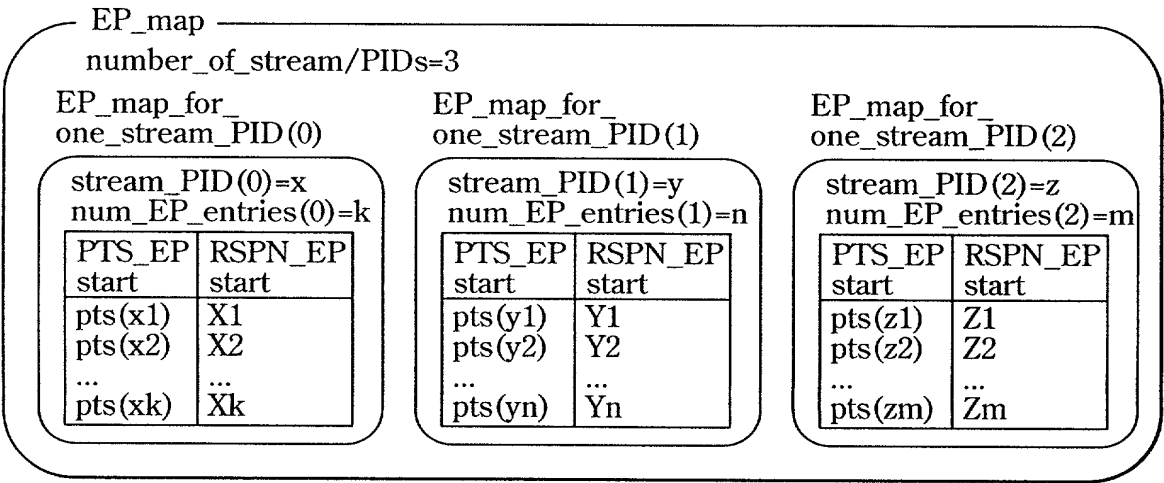 EP_map
number_of_stream/PIDs=3
EP_map_for_
one_stream_PID(0)
stream_PID(0)=x
num_EP_entries(0)=k
PTS_EP RSPN_EP
start start
pts(x1) X1
pts(x2) X2
... ...
pts(xk) Xk
EP_map_for_
one_stream_PID(1)
stream_PID(1)=y
num_EP_entries(1)=n
PTS_EP RSPN_EP
start start
pts(y1) Y1
pts(y2) Y2
... ...
pts(yn) Yn
EP_map_for_
one_stream_PID(2)
stream_PID(2)=z
num_EP_entries(2)=m
PTS_EP RSPN_EP
start start
pts(z1) Z1
pts(z2) Z2
... ...
pts(zm) Zm